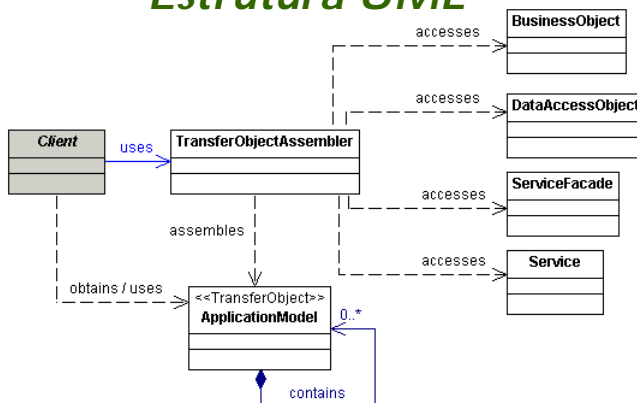 Estrutura UML
BusinessObject
accesses
accesses
DataAccessObject
Client
uses
TransferObjectAssembler
accesses
ServiceFacade
assembles
accesses
Service
obtains / uses
<<TransferObject>>
ApplicationModel
0..*
contains